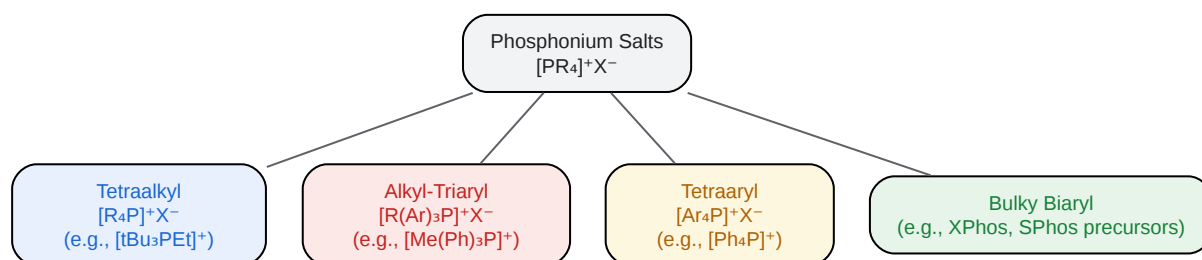 Phosphonium Salts
[PR₄]⁺X⁻
Tetraalkyl
[R₄P]⁺X⁻
(e.g., [tBu₃PEt]⁺)
Alkyl-Triaryl
[R(Ar)₃P]⁺X⁻
(e.g., [Me(Ph)₃P]⁺)
Tetraaryl
[Ar₄P]⁺X⁻
(e.g., [Ph₄P]⁺)
Bulky Biaryl
(e.g., XPhos, SPhos precursors)